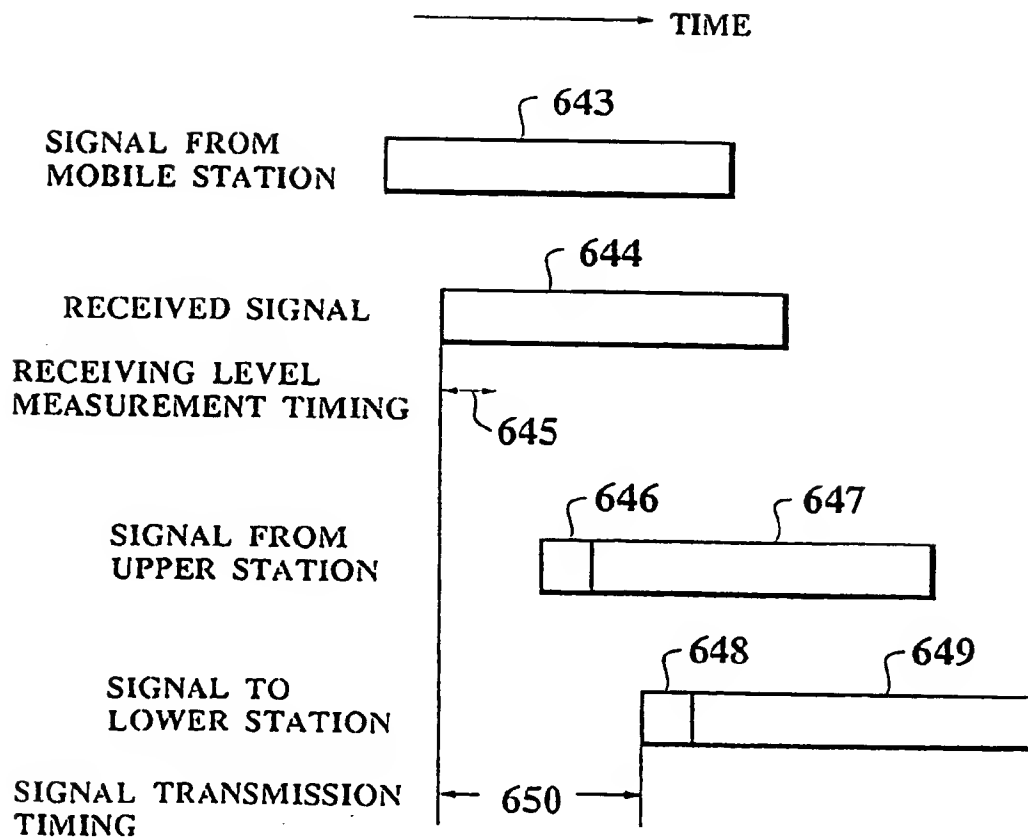 TIME
643
SIGNAL FROM
MOBILE STATION
644
RECEIVED SIGNAL
RECEIVING LEVEL
MEASUREMENT TIMING
645
646
647
SIGNAL FROM
UPPER STATION
648
649
SIGNAL TO
LOWER STATION
SIGNAL TRANSMISSION
TIMING
650